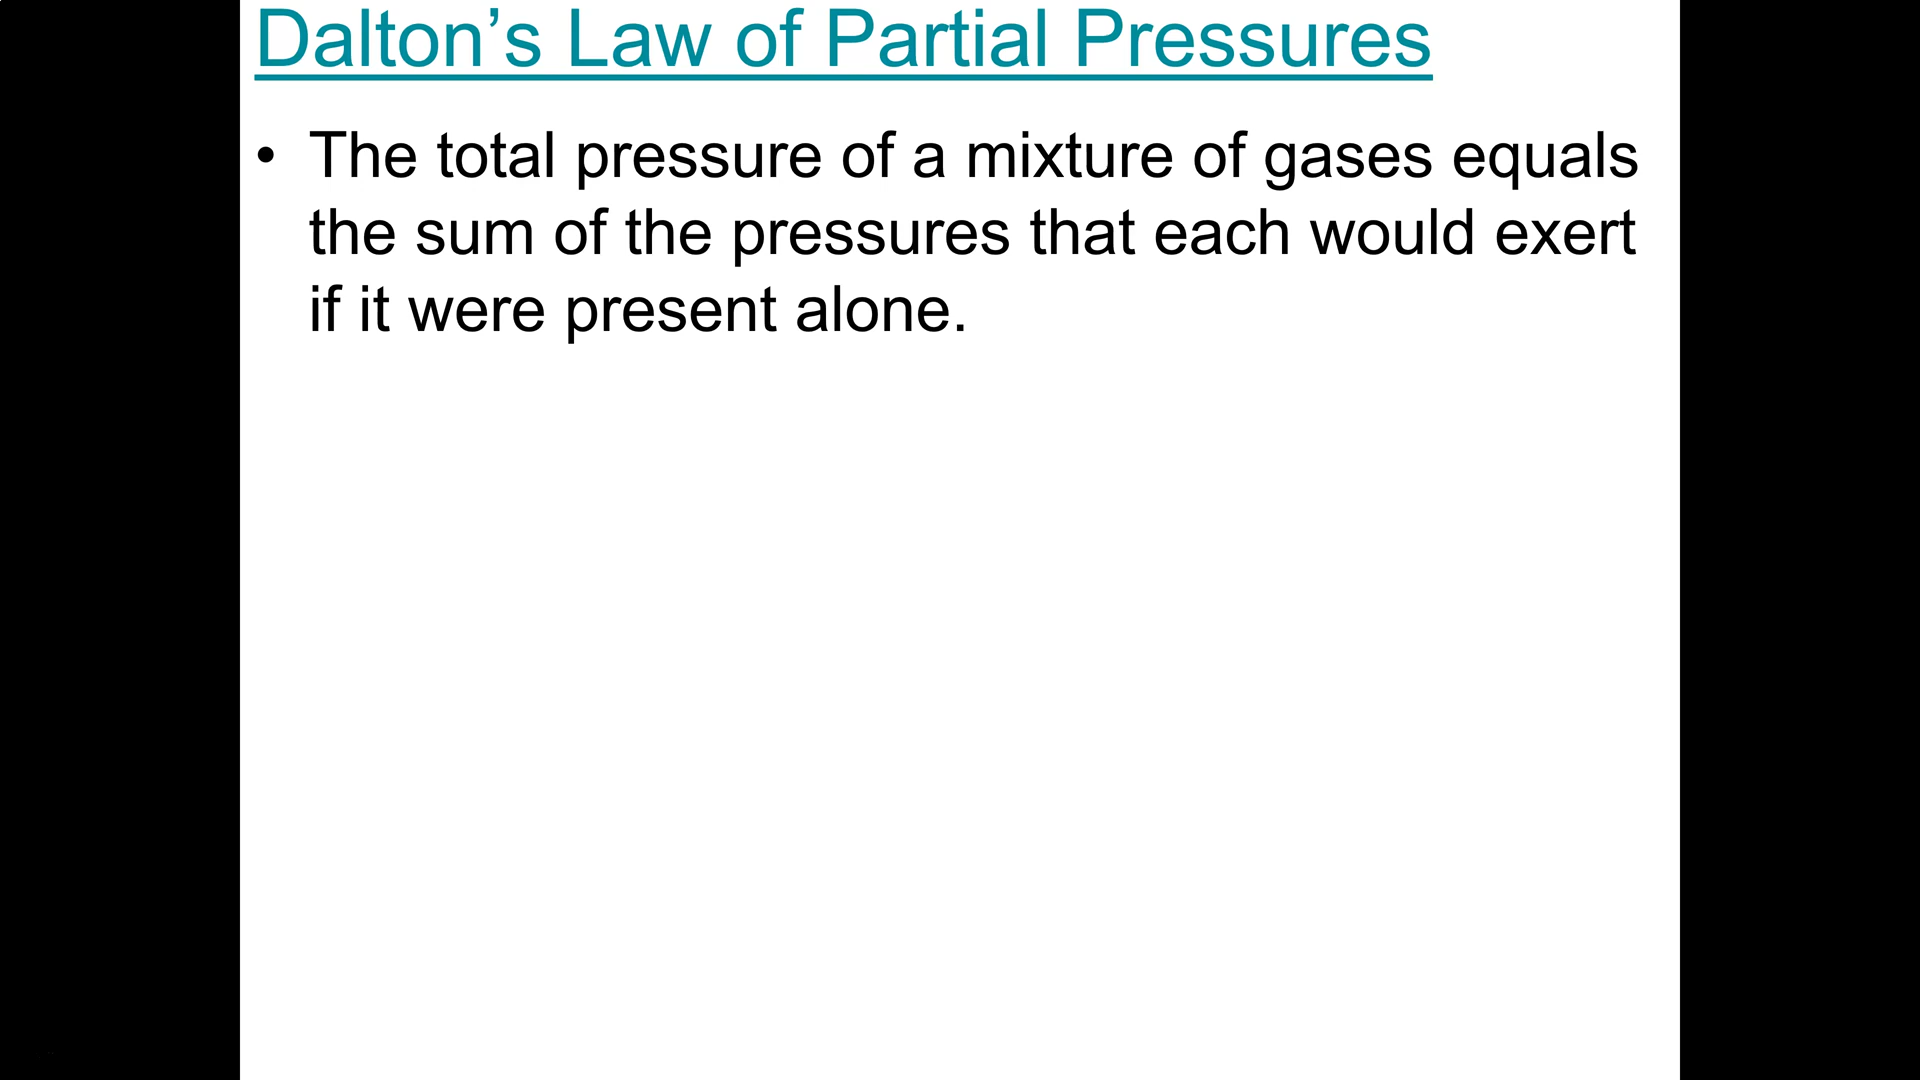 Dalton’s Law of Partial Pressures
• The total pressure of a mixture of gases equals
the sum of the pressures that each would exert
if it were present alone.